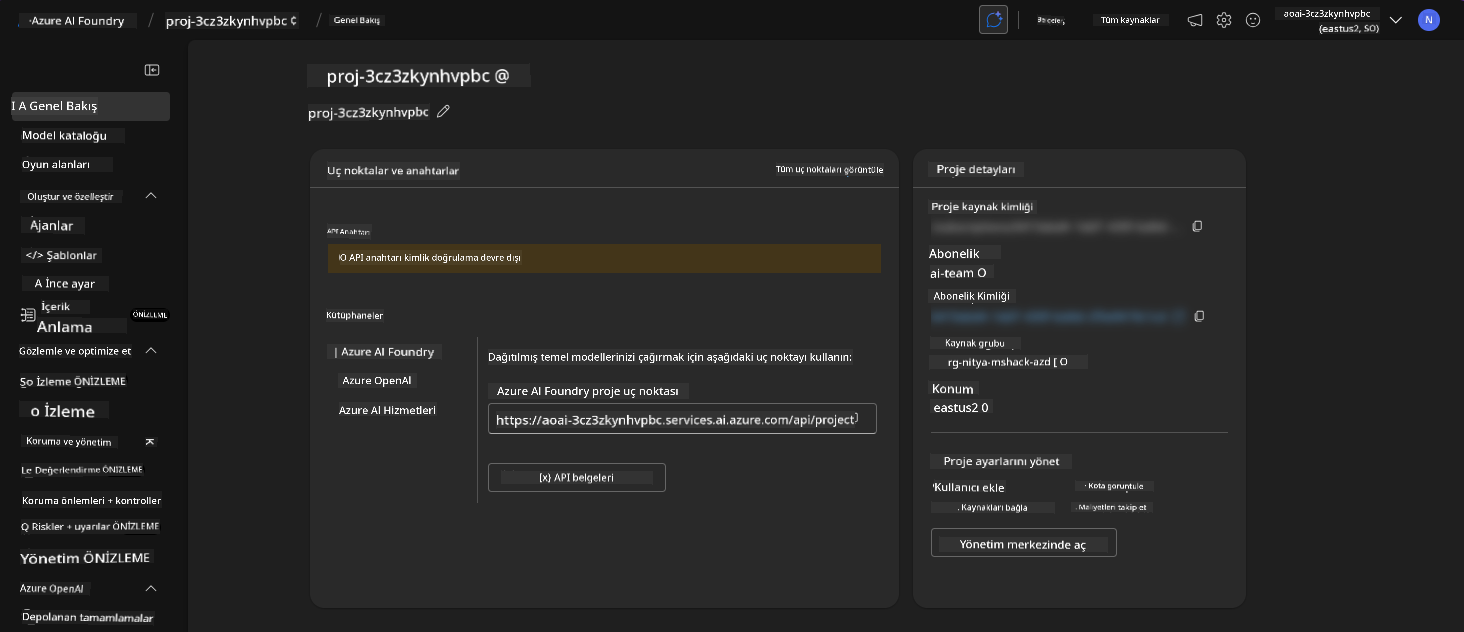 Azure AI Foundry / proj-3cz3zkynhvpbc / Genel Bakış
Tüm kaynaklar
aoai-3cz3zkynhvpbc
(eastus2, SO)
N
I A Genel Bakış
Model kataloğu
Oyun alanları
Oluştur ve özelleştir
Ajanlar
</> Şablonlar
A İnce ayar
İçerik
Anlama
ÖNİZLEME
Gözlemle ve optimize et
Şo İzleme ÖNİZLEME
o İzleme
Koruma ve yönetim
Le Değerlendirme ÖNİZLEME
Koruma önlemleri + kontroller
Q Riskler + uyarılar ÖNİZLEME
Yönetim ÖNİZLEME
Azure OpenAI
Depolanan tamamlamalar
proj-3cz3zkynhvpbc @
proj-3cz3zkynhvpbc
Uç noktalar ve anahtarlar
Tüm uç noktaları görüntüle
API Anahtarı
O API anahtarı kimlik doğrulama devre dışı
Kütüphaneler
| Azure AI Foundry
Azure OpenAI
Azure AI Hizmetleri
Dağıtılmış temel modellerinizi çağırmak için aşağıdaki uç noktayı kullanın:
Azure AI Foundry proje uç noktası
https://aoai-3cz3zkynhvpbc.services.ai.azure.com/api/project
[x} API belgeleri
Proje detayları
Proje kaynak kimliği
Abonelik
ai-team O
Abonelik Kimliği
Kaynak grubu
rg-nitya-mshack-azd [ O
Konum
eastus2 0
Proje ayarlarını yönet
'Kullanıcı ekle
. Kota görüntüle
. Kaynakları bağla
. Maliyetleri takip et
Yönetim merkezinde aç